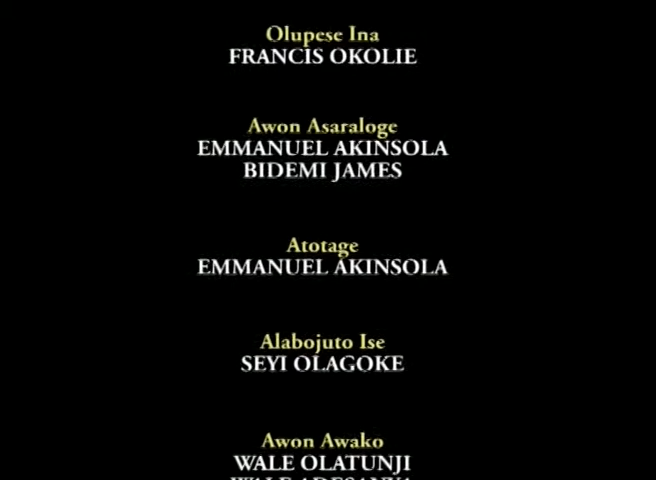 Olupese Ina
FRANCIS OKOLIE
Awon Asaraloge
EMMANUEL AKINSOLA
BIDEMI JAMES
Atotage
EMMANUEL AKINSOLA
Alabojuto Ise
SEYI OLAGOKE
Awon Awako
WALE OLATUNJI